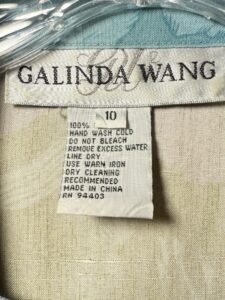 GALINDA WANG
10
100%
HAND WASH COLD
DO NOT BLEACH
REMOVE EXCESS WATER
LINE DRY
USE WARM IRON
DRY CLEANING
RECOMMENDED
MADE IN CHINA
RN 94403